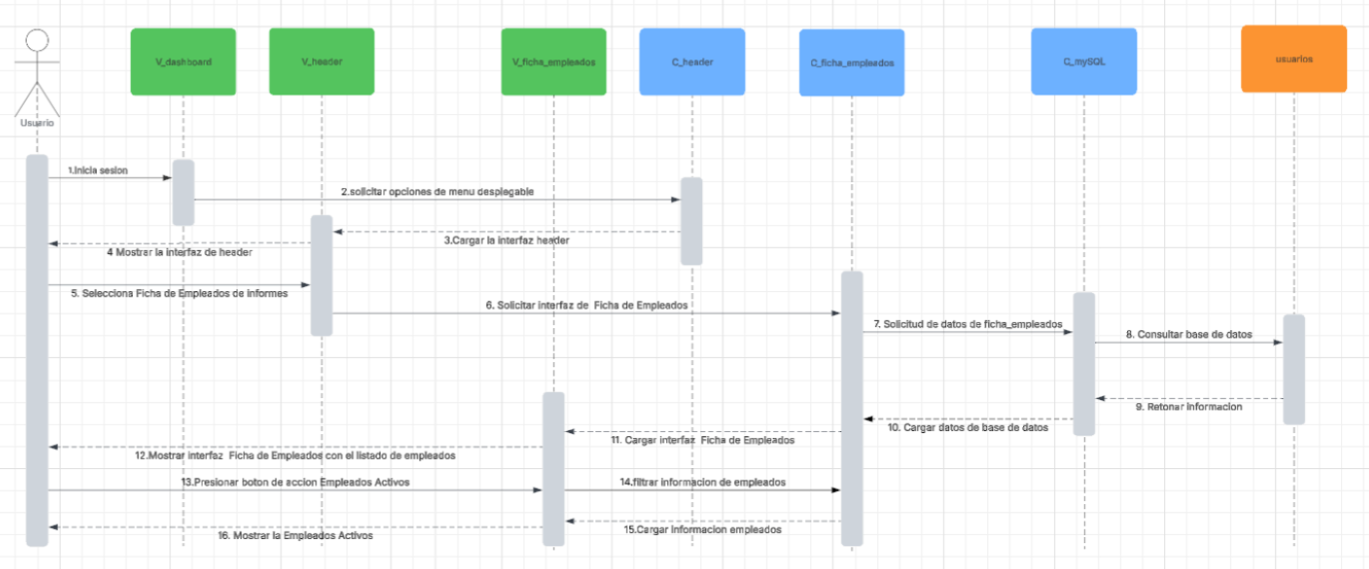 V_dashboard
V_header
V_ficha_empleados
C_header
C_ficha_empleados
C_mySQL
usuarios
Usuario
1.Inicia sesion
2.solicitar opciones de menu desplegable
3.Cargar la interfaz header
4 Mostrar la interfaz de header
5. Selecciona Ficha de Empleados de informes
6. Solicitar interfaz de Ficha de Empleados
7. Solicitud de datos de ficha_empleados
8. Consultar base de datos
9. Retonar informacion
10. Cargar datos de base de datos
11. Cargar interfaz Ficha de Empleados
12.Mostrar interfaz Ficha de Empleados con el listado de empleados
13.Presionar boton de accion Empleados Activos
14.filtrar informacion de empleados
15.Cargar informacion empleados
16. Mostrar la Empleados Activos